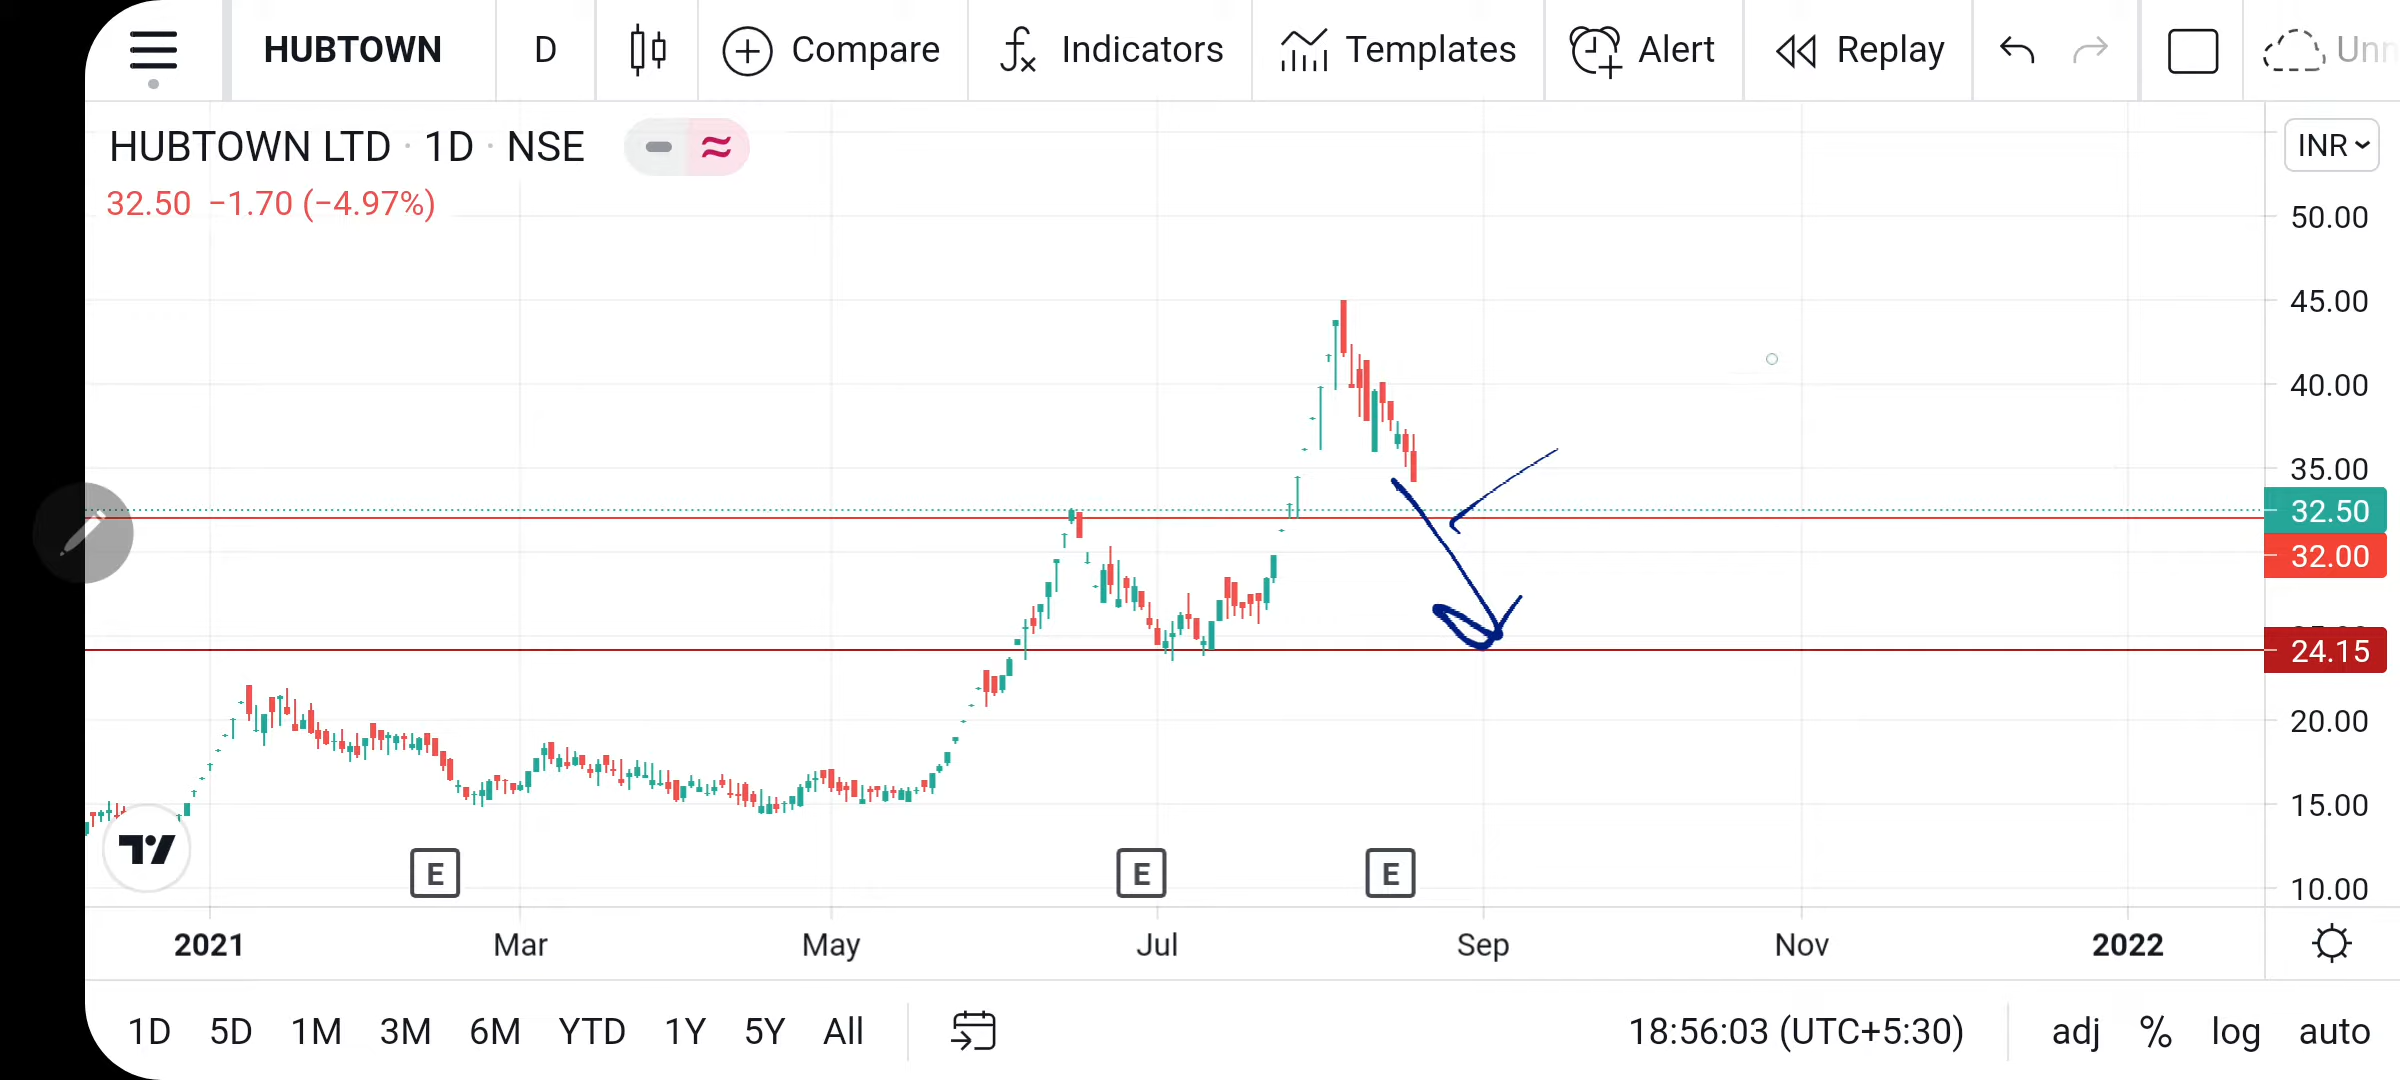 HUBTOWN D Compare Indicators Templates Alert Replay
HUBTOWN LTD · 1D · NSE
INR
32.50 −1.70 (−4.97%)
50.00
45.00
40.00
35.00
32.50
32.00
24.15
20.00
15.00
10.00
E E E
2021 Mar May Jul Sep Nov 2022
1D 5D 1M 3M 6M YTD 1Y 5Y All 18:56:03 (UTC+5:30) adj % log auto